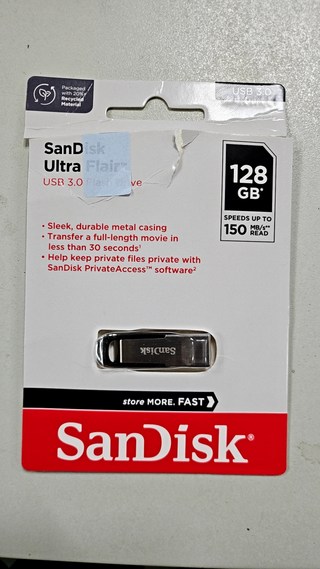 Packaged
with 20%+
Recycled
Material
USB 3.0
SanDisk
Ultra Flair
USB 3.0
128
GB*
SPEEDS UP TO
150 MB/s**
READ
• Sleek, durable metal casing
• Transfer a full-length movie in
less than 30 seconds¹
• Help keep private files private with
SanDisk PrivateAccess™ software²
SanDisk
store MORE. FAST
SanDisk®